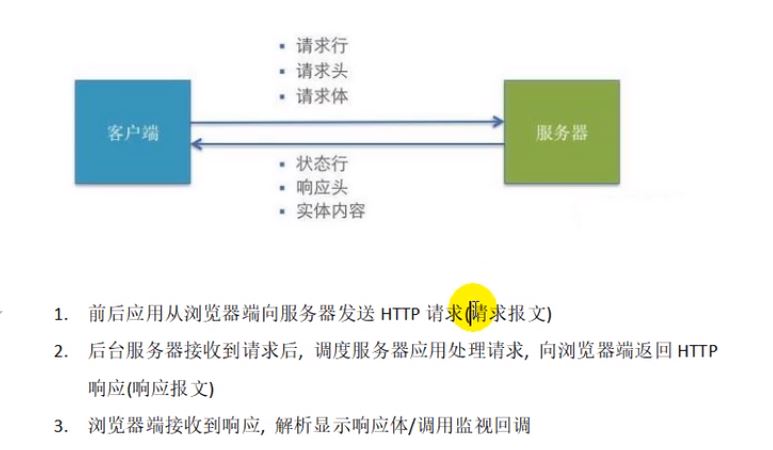 ▪ 请求行
▪ 请求头
▪ 请求体
客户端
服务器
▪ 状态行
▪ 响应头
▪ 实体内容
1. 前后应用从浏览器端向服务器发送 HTTP 请求(请求报文)
2. 后台服务器接收到请求后, 调度服务器应用处理请求, 向浏览器端返回 HTTP
响应(响应报文)
3. 浏览器端接收到响应, 解析显示响应体/调用监视回调